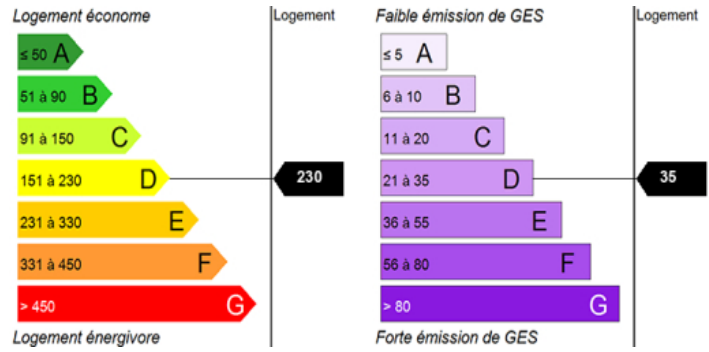 Logement économe
Logement
≤ 50 A
51 à 90 B
91 à 150 C
151 à 230 D
230
231 à 330 E
331 à 450 F
> 450 G
Logement énergivore
Faible émission de GES
Logement
≤ 5 A
6 à 10 B
11 à 20 C
21 à 35 D
35
36 à 55 E
56 à 80 F
> 80 G
Forte émission de GES